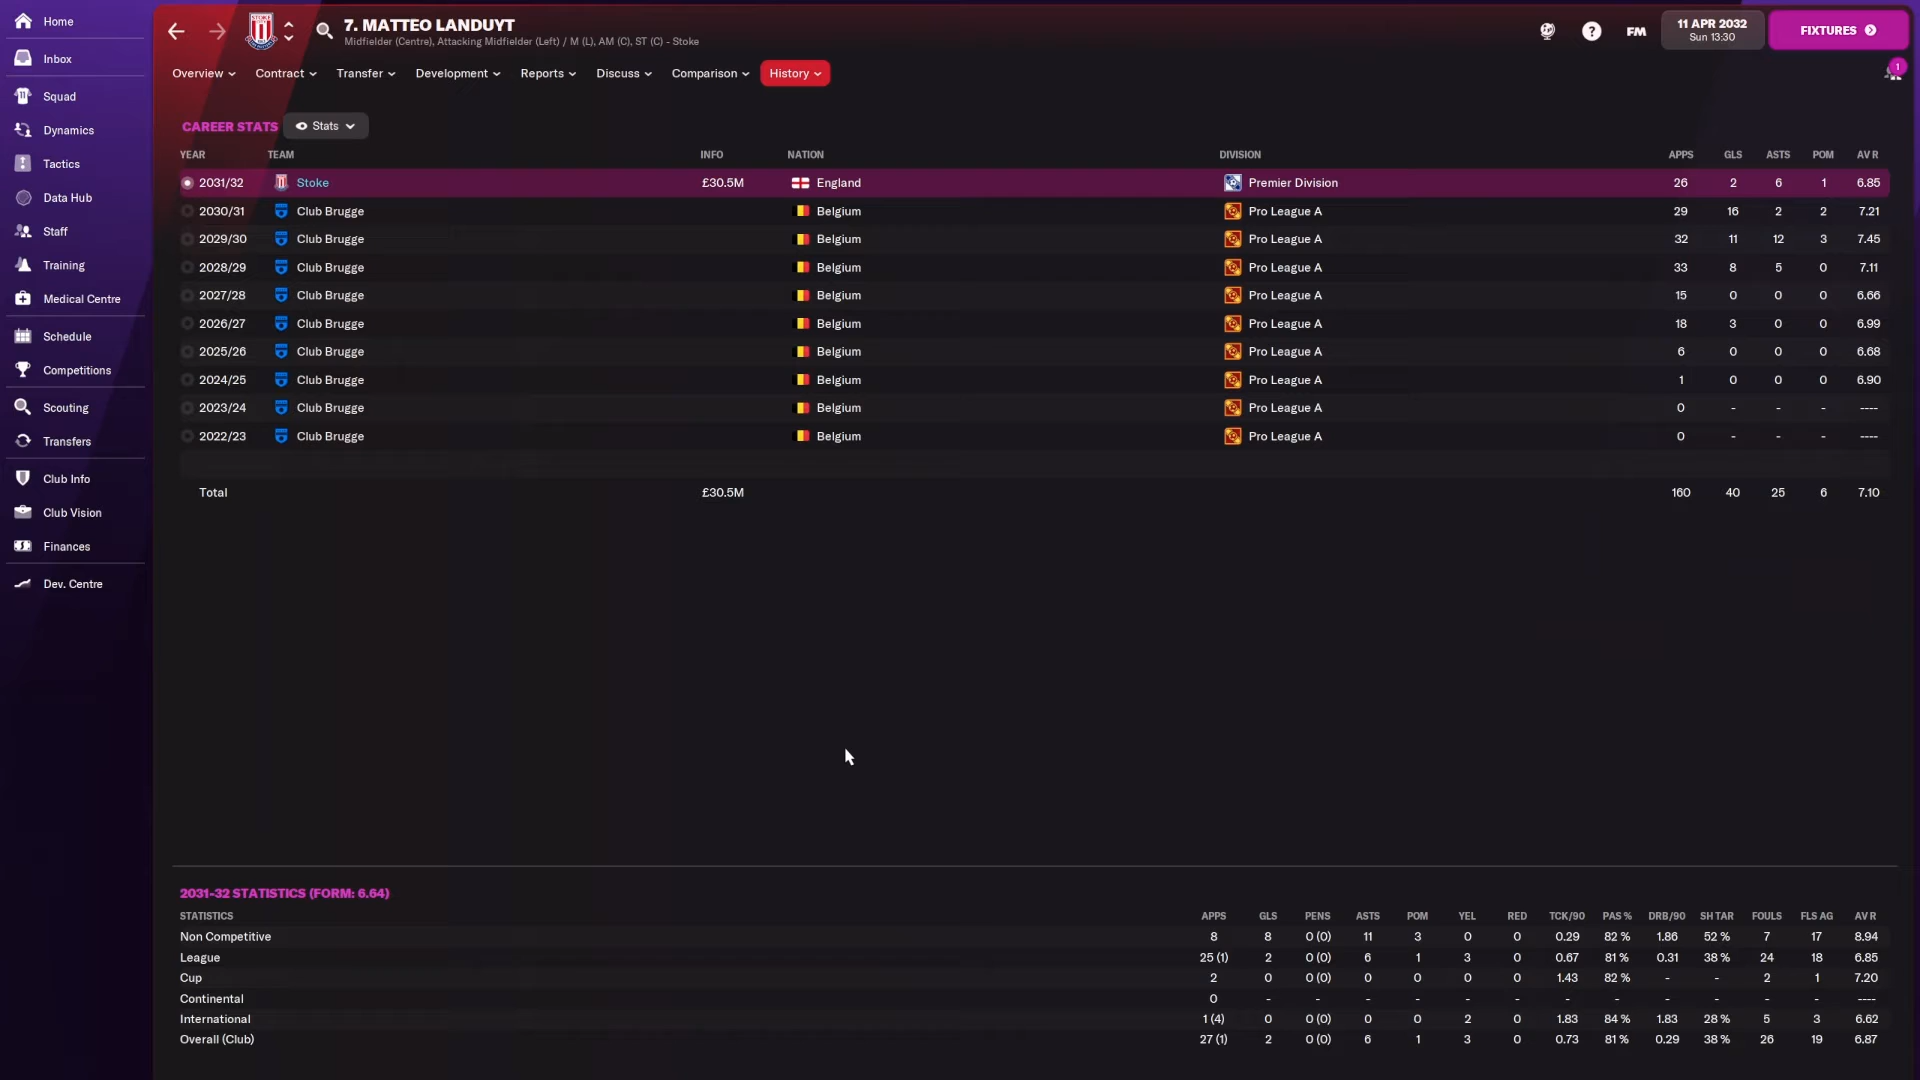 Home
Inbox
Squad
Dynamics
Tactics
Data Hub
Staff
Training
Medical Centre
Schedule
Competitions
Scouting
Transfers
Club Info
Club Vision
Finances
Dev. Centre
7. MATTEO LANDUYT
Midfielder (Centre), Attacking Midfielder (Left) / M (L), AM (C), ST (C) - Stoke
FM
11 APR 2032
Sun 13:30
FIXTURES
1
Overview Contract Transfer Development Reports Discuss Comparison History
CAREER STATS Stats
YEAR TEAM INFO NATION DIVISION APPS GLS ASTS POM AV R
2031/32 Stoke £30.5M England Premier Division 26 2 6 1 6.85
2030/31 Club Brugge Belgium Pro League A 29 16 2 2 7.21
2029/30 Club Brugge Belgium Pro League A 32 11 12 3 7.45
2028/29 Club Brugge Belgium Pro League A 33 8 5 0 7.11
2027/28 Club Brugge Belgium Pro League A 15 0 0 0 6.66
2026/27 Club Brugge Belgium Pro League A 18 3 0 0 6.99
2025/26 Club Brugge Belgium Pro League A 6 0 0 0 6.68
2024/25 Club Brugge Belgium Pro League A 1 0 0 0 6.90
2023/24 Club Brugge Belgium Pro League A 0 - - - ----
2022/23 Club Brugge Belgium Pro League A 0 - - - ----
Total £30.5M 160 40 25 6 7.10
2031-32 STATISTICS (FORM: 6.64)
STATISTICS APPS GLS PENS ASTS POM YEL RED TCK/90 PAS % DRB/90 SH TAR FOULS FLS AG AV R
Non Competitive 8 8 0 (0) 11 3 0 0 0.29 82 % 1.86 52 % 7 17 8.94
League 25 (1) 2 0 (0) 6 1 3 0 0.67 81 % 0.31 38 % 24 18 6.85
Cup 2 0 0 (0) 0 0 0 0 1.43 82 % - - 2 1 7.20
Continental 0 - - - - - - - - - - - - ----
International 1 (4) 0 0 (0) 0 0 2 0 1.83 84 % 1.83 28 % 5 3 6.62
Overall (Club) 27 (1) 2 0 (0) 6 1 3 0 0.73 81 % 0.29 38 % 26 19 6.87